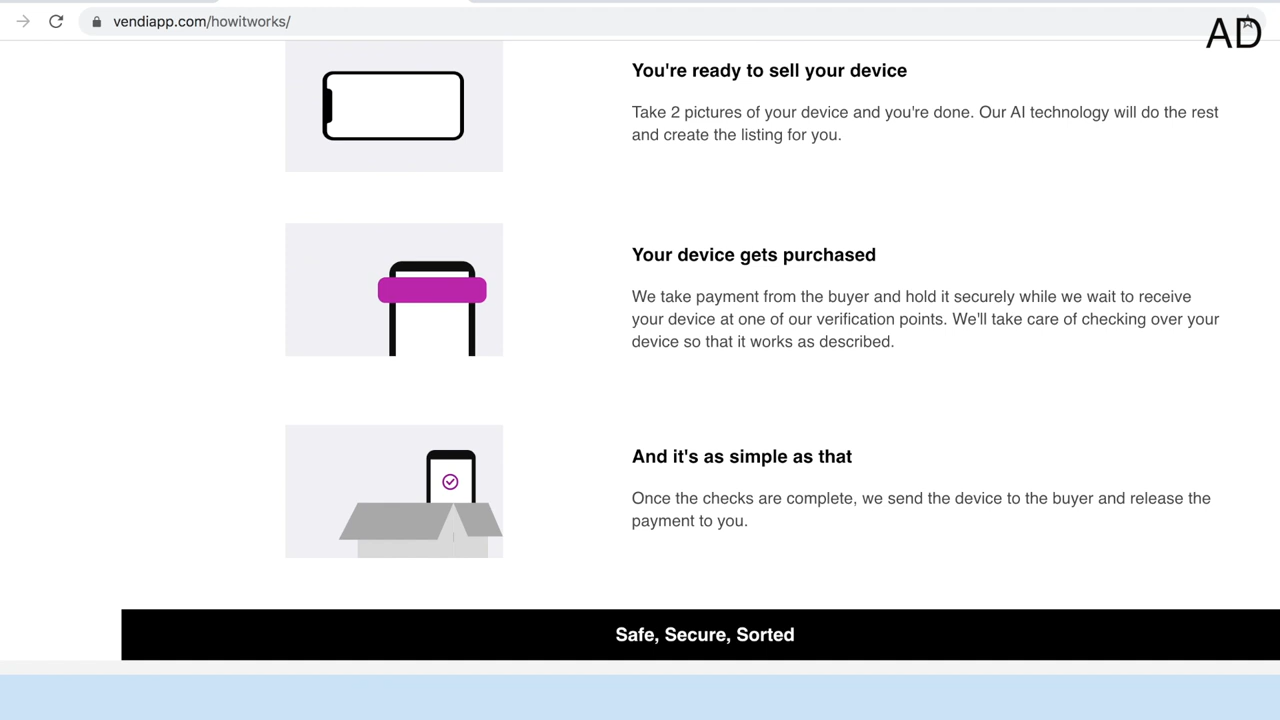 vendiapp.com/howitworks/
AD
You're ready to sell your device
Take 2 pictures of your device and you're done. Our AI technology will do the rest
and create the listing for you.
Your device gets purchased
We take payment from the buyer and hold it securely while we wait to receive
your device at one of our verification points. We'll take care of checking over your
device so that it works as described.
And it's as simple as that
Once the checks are complete, we send the device to the buyer and release the
payment to you.
Safe, Secure, Sorted